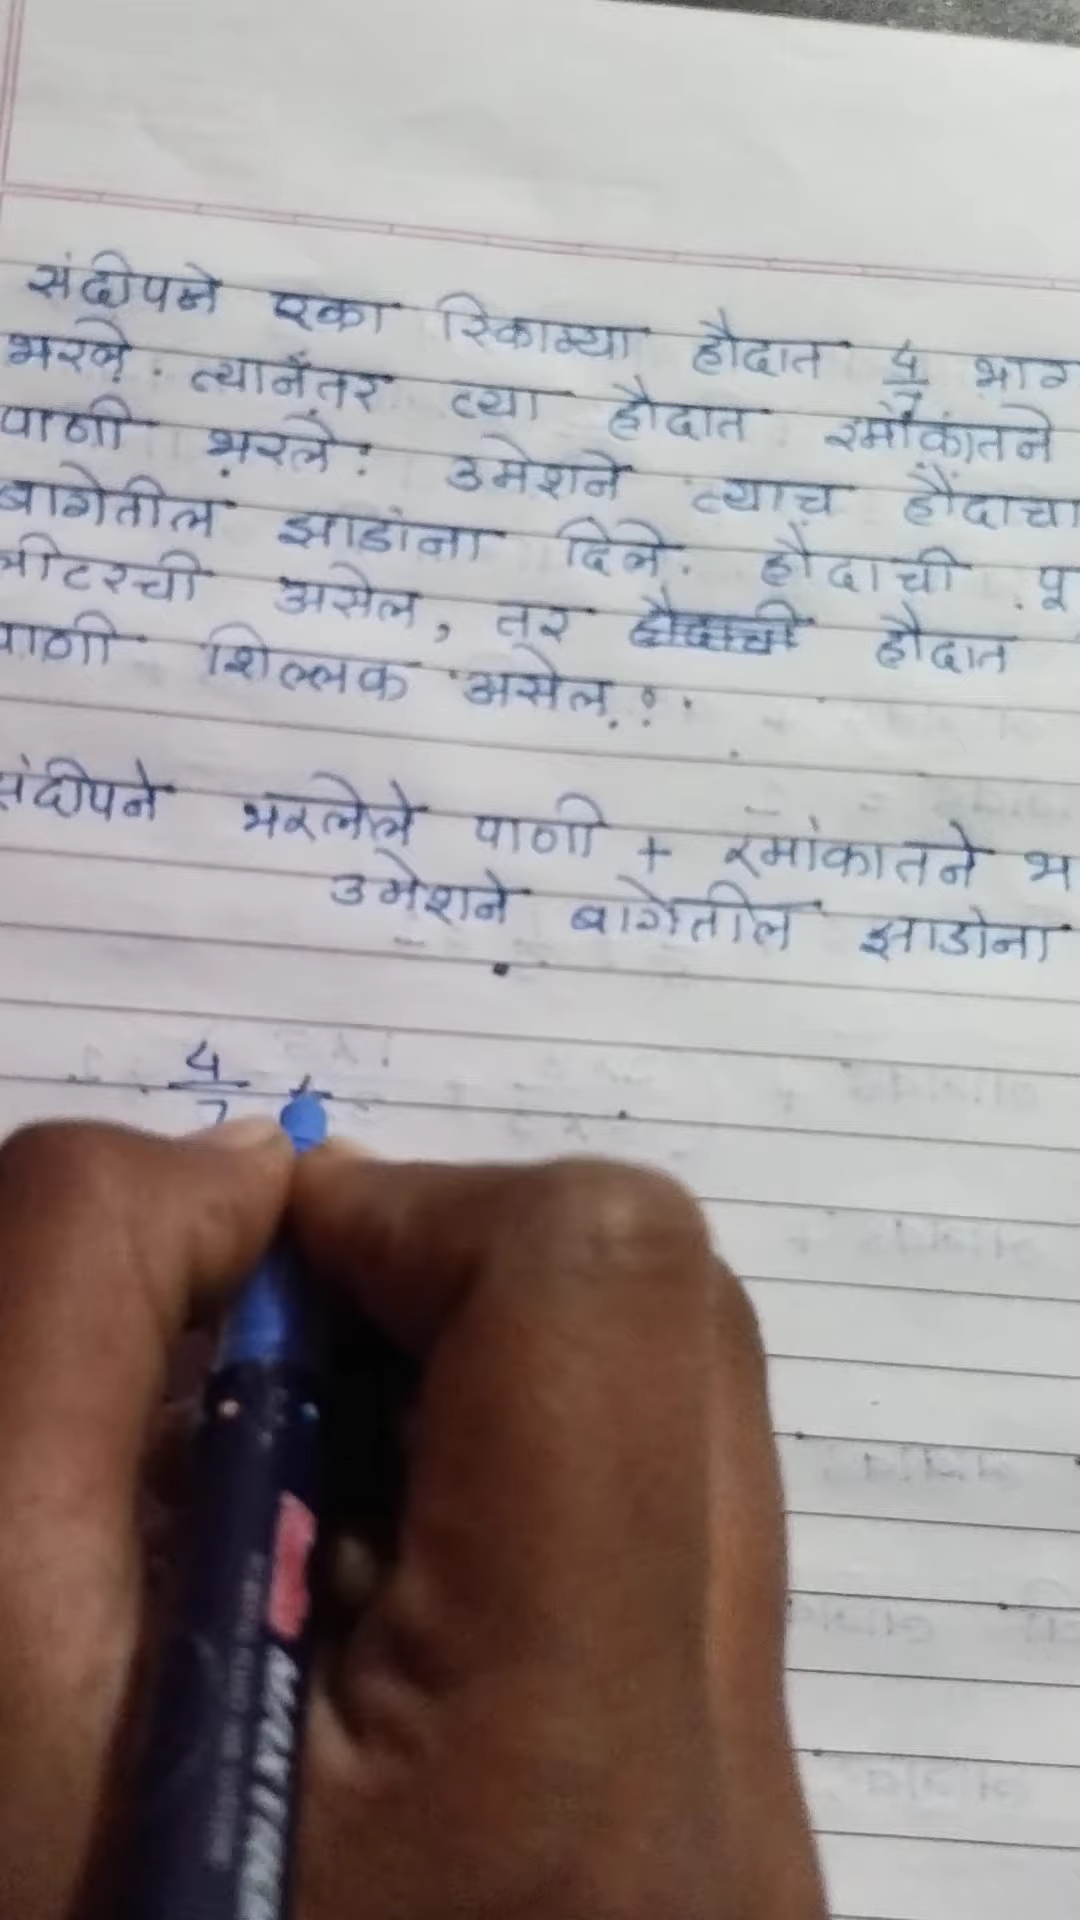 संदीपने एका रिकाम्या हौदात 4/7 भाग
भरले. त्यानंतर त्या हौदात रमाकांतने
पाणी भरले. उमेशने त्याच हौदाचा
बागेतील झाडांना दिले. हौदाची पू
लीटरची असेल, तर हौदात
पाणी शिल्लक असेल?
संदीपने भरलेले पाणी + रमांकातने भ
उमेशने बागेतील झाडांना
4/7 +